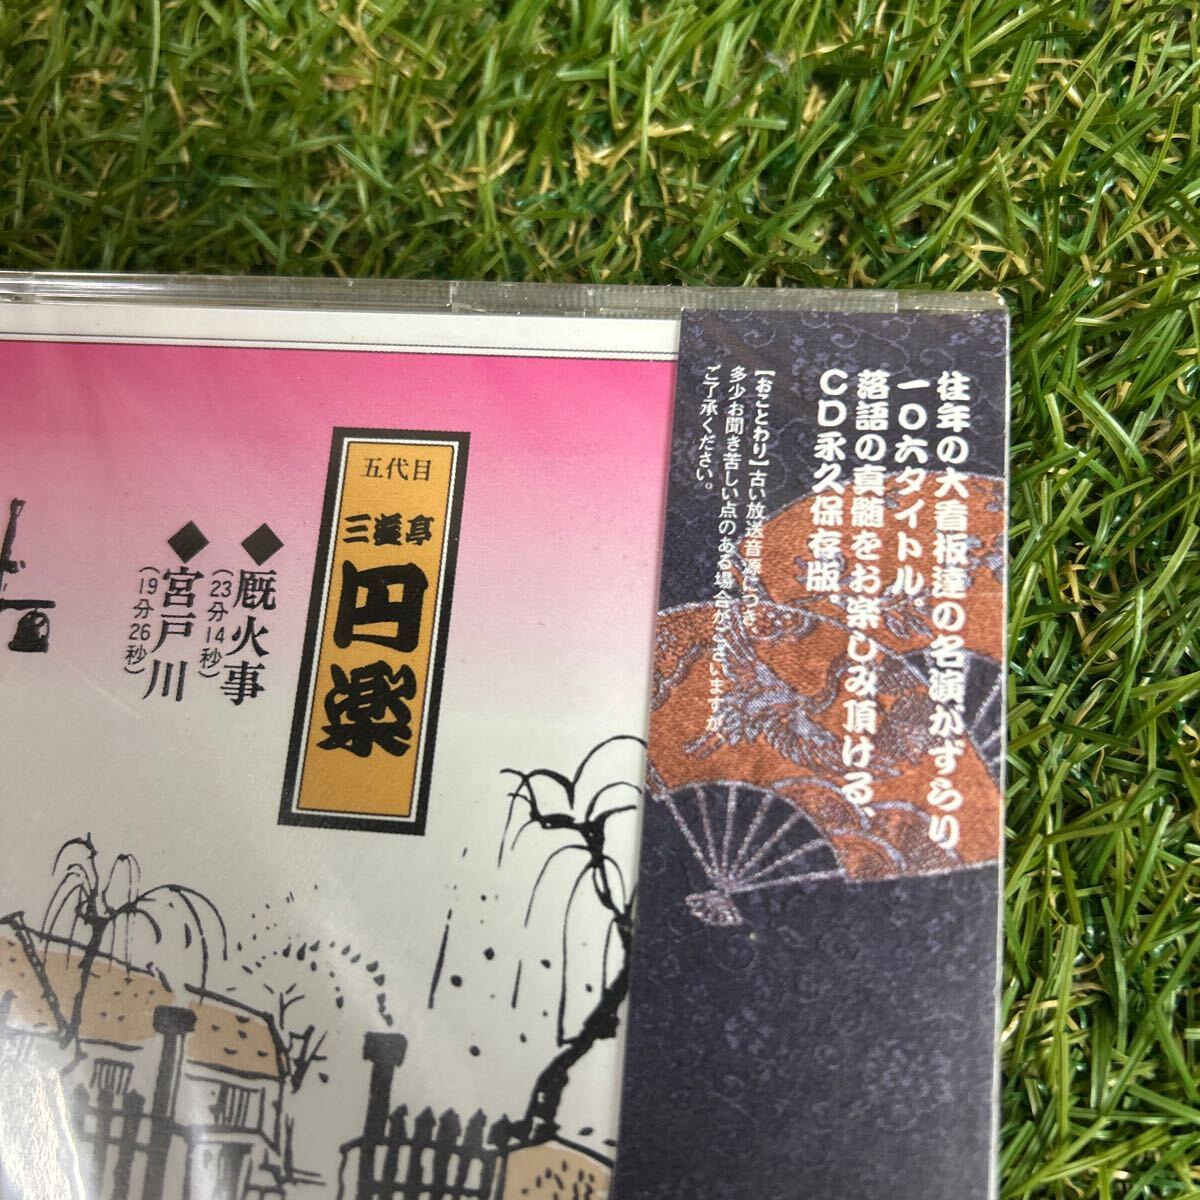 往年の大看板達の名演がずらり
一〇六タイトル。
落語の真髄をお楽しみ頂ける、
CD永久保存版。
【おことわり】古い放送音源につき、
多少お聞き苦しい点のある場合がございますが、
ご了承ください。
五代目
三遊亭
円楽
◆厩火事
(23分14秒)
◆宮戸川
(19分26秒)